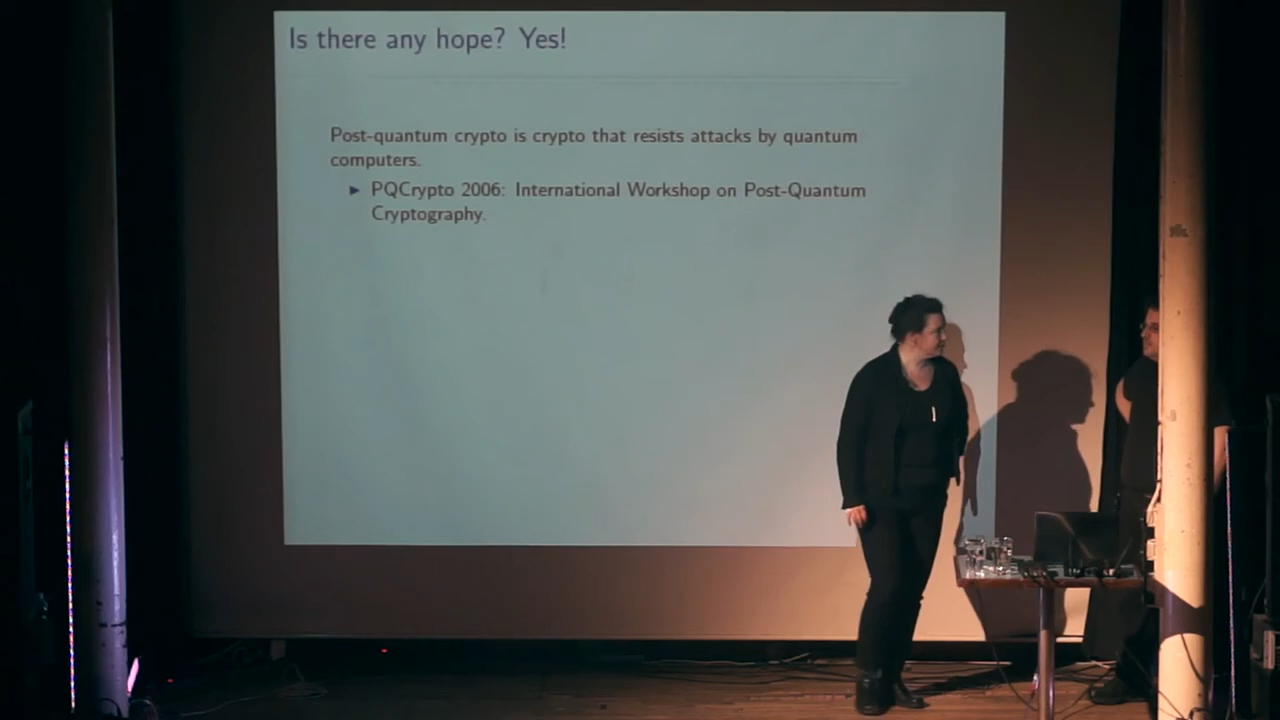 Is there any hope? Yes!
Post-quantum crypto is crypto that resists attacks by quantum
computers.
► PQCrypto 2006: International Workshop on Post-Quantum
Cryptography.